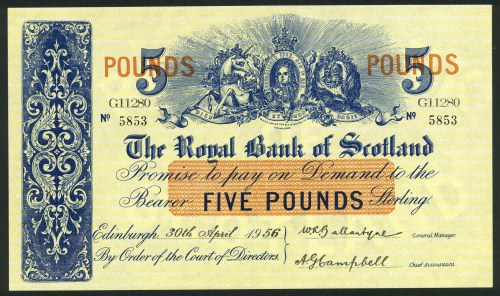 POUNDS 5 5 POUNDS
G11280 G11280
No 5853 No 5853
The Royal Bank of Scotland
Promise to pay on Demand to the
Bearer FIVE POUNDS Sterling.
Edinburgh. 30th April 1956 W.R. Ballantyne General Manager
By Order of the Court of Directors. A.G. Campbell Chief Accountant